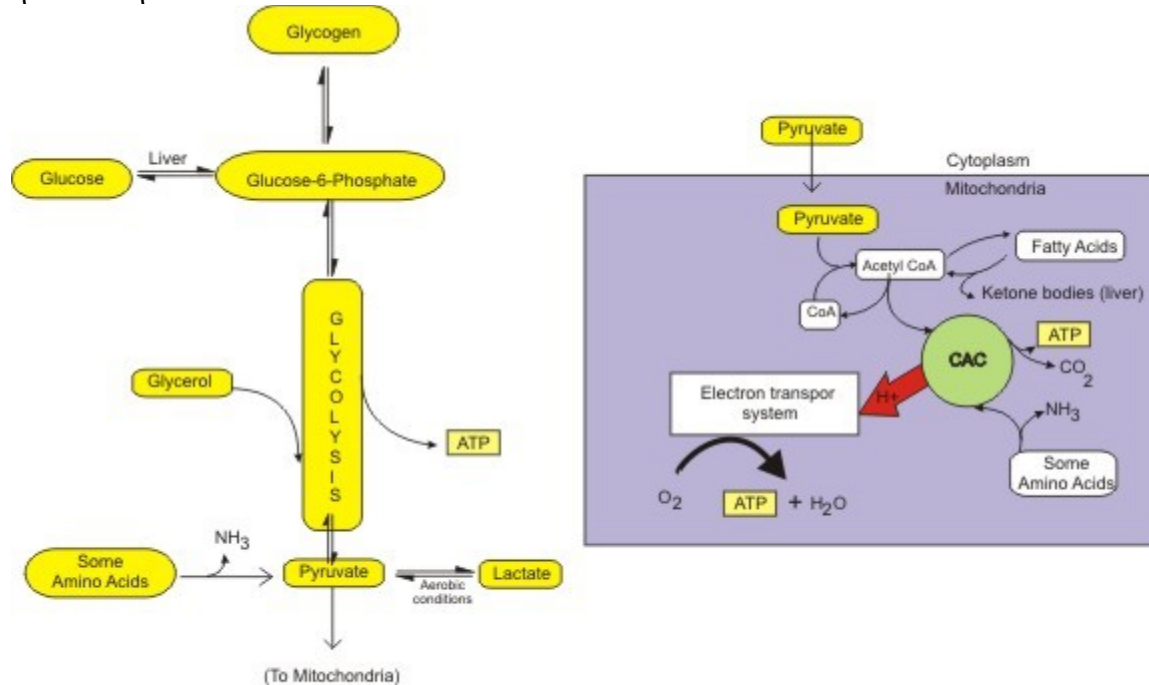 Glycogen
Liver
Glucose
Glucose-6-Phosphate
GLYCOLYSIS
Glycerol
ATP
NH3
Some
Amino Acids
Pyruvate
Aerobic
conditions
Lactate
(To Mitochondria)
Pyruvate
Cytoplasm
Mitochondria
Pyruvate
Acetyl CoA
Fatty Acids
CoA
Ketone bodies (liver)
CAC
ATP
CO2
H+
Electron transpor
system
NH3
Some
Amino Acids
O2
ATP + H2O